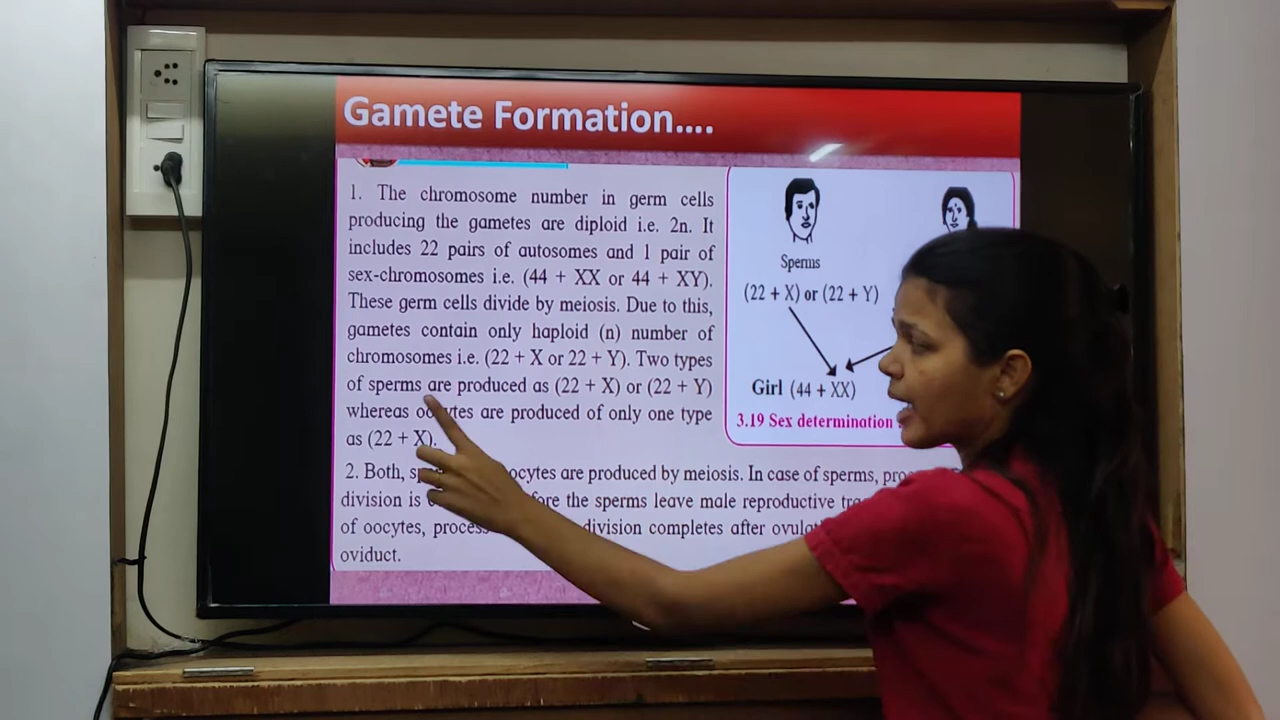 Gamete Formation....
1. The chromosome number in germ cells
producing the gametes are diploid i.e. 2n. It
includes 22 pairs of autosomes and 1 pair of
sex-chromosomes i.e. (44 + XX or 44 + XY).
These germ cells divide by meiosis. Due to this,
gametes contain only haploid (n) number of
chromosomes i.e. (22 + X or 22 + Y). Two types
of sperms are produced as (22 + X) or (22 + Y)
whereas are produced of only one type
as (22 + X).
2. Both, are produced by meiosis. In case of sperms,
division is the sperms leave male reproductive
of oocytes, division completes after
oviduct.
Sperms
(22 + X) or (22 + Y)
Girl (44 + XX)
3.19 Sex determination